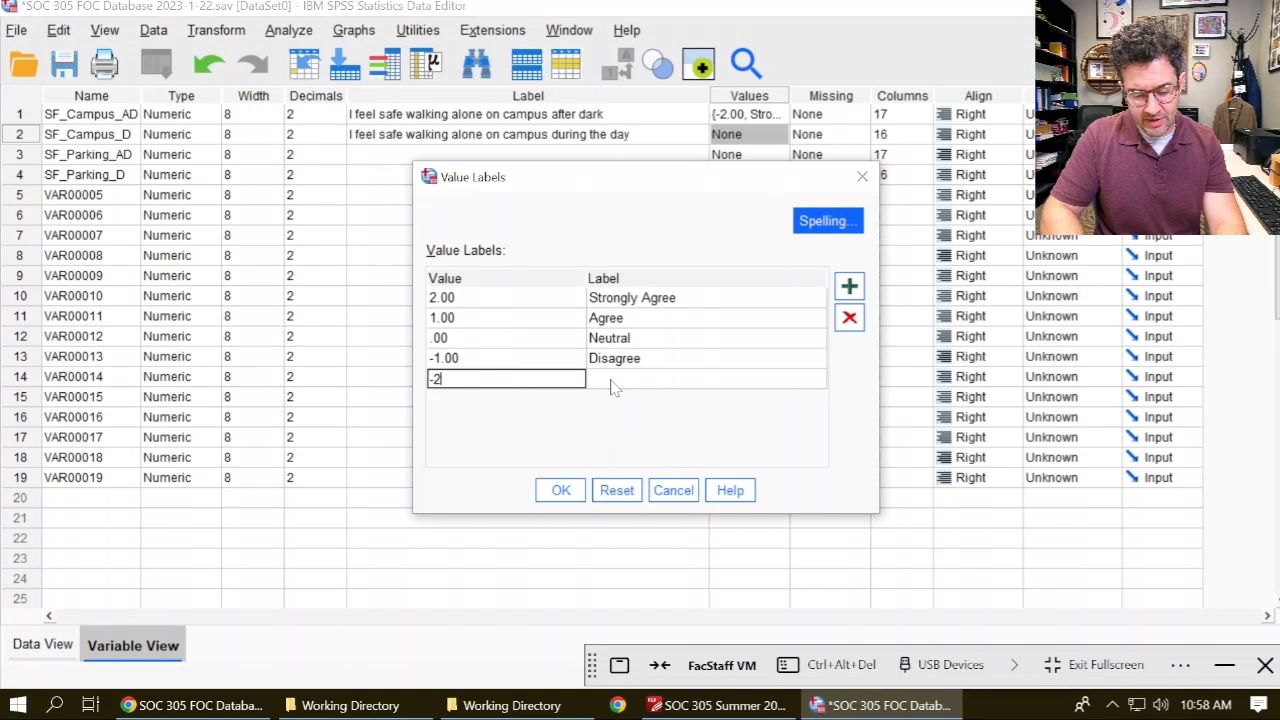 *SOC 305 FOC Database 2023-1-22.sav [DataSet0] - IBM SPSS Statistics Data Editor
File Edit View Data Transform Analyze Graphs Utilities Extensions Window Help
Name Type Width Decimals Label Values Missing Columns Align
1 SF_Campus_AD Numeric 8 2 I feel safe walking alone on campus after dark {-2.00, Stro... None 17 Right
2 SF_Campus_D Numeric 8 2 I feel safe walking alone on campus during the day None None 16 Right
3 SF_Parking_AD Numeric 8 2 None None 17 Right
4 SF_Parking_D Numeric 8 2 6 Right
5 VAR00005 Numeric 8 2 Right
6 VAR00006 Numeric 8 2 Right
7 VAR00007 Numeric 8 2 Right Unknown Input
8 VAR00008 Numeric 8 2 Right Unknown Input
9 VAR00009 Numeric 8 2 Right Unknown Input
10 VAR00010 Numeric 8 2 Right Unknown Input
11 VAR00011 Numeric 8 2 Right Unknown Input
12 VAR00012 Numeric 8 2 Right Unknown Input
13 VAR00013 Numeric 8 2 Right Unknown Input
14 VAR00014 Numeric 8 2 Right Unknown Input
15 VAR00015 Numeric 8 2 Right Unknown Input
16 VAR00016 Numeric 8 2 Right Unknown Input
17 VAR00017 Numeric 8 2 Right Unknown Input
18 VAR00018 Numeric 8 2 Right Unknown Input
19 VAR00019 Numeric 8 2 Right Unknown Input
20
21
22
23
24
25
Value Labels
Spelling...
Value Labels:
Value Label
2.00 Strongly Agree
1.00 Agree
.00 Neutral
-1.00 Disagree
-2
OK Reset Cancel Help
Data View Variable View
FacStaff VM Ctrl+Alt+Del USB Devices Exit Fullscreen
SOC 305 FOC Databa... Working Directory Working Directory SOC 305 Summer 20... *SOC 305 FOC Datab... 10:58 AM